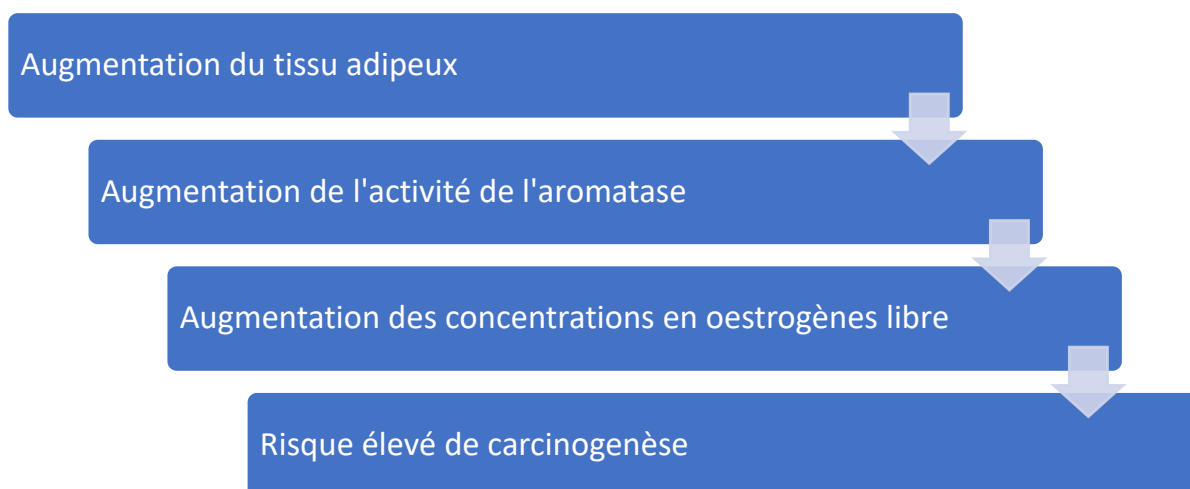 Augmentation du tissu adipeux
Augmentation de l'activité de l'aromatase
Augmentation des concentrations en oestrogènes libre
Risque élevé de carcinogenèse